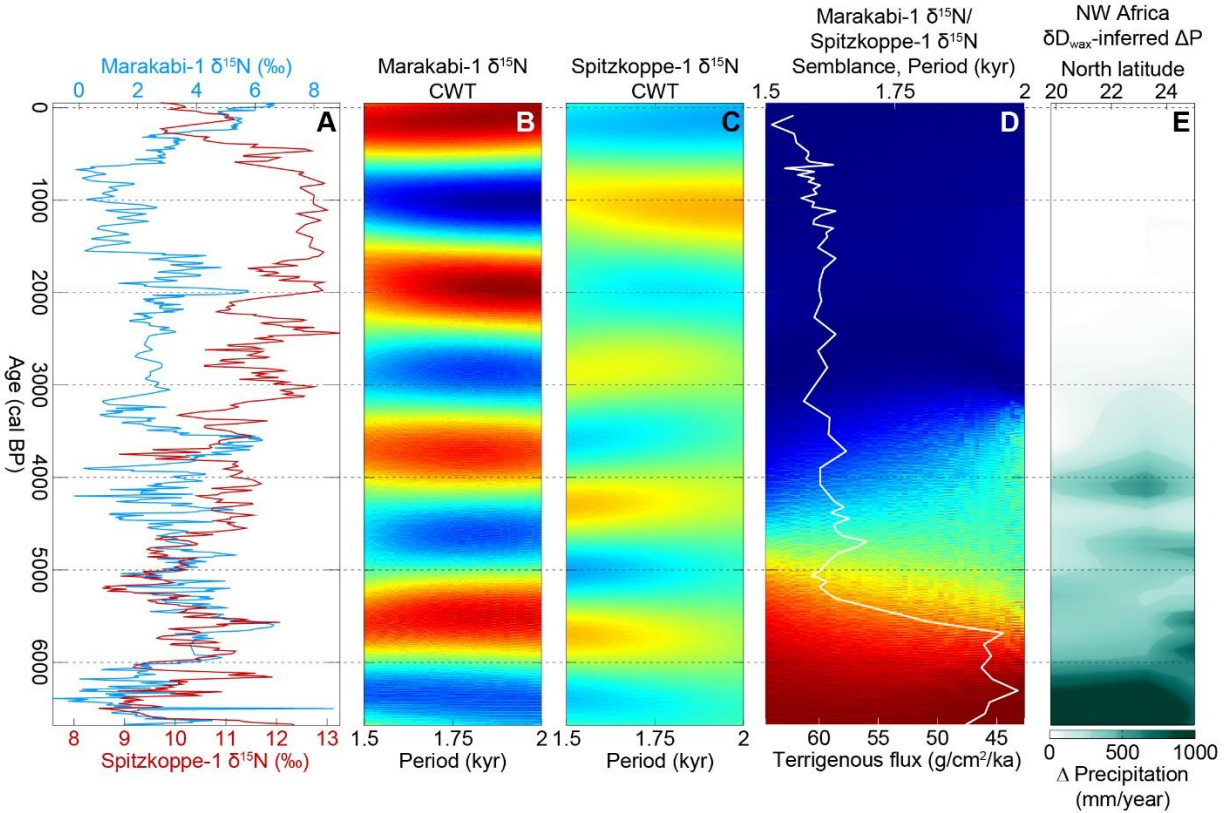 Marakabi-1 δ¹⁵N (‰)
0 2 4 6 8
Marakabi-1 δ¹⁵N
CWT
Spitzkoppe-1 δ¹⁵N
CWT
Marakabi-1 δ¹⁵N/
Spitzkoppe-1 δ¹⁵N
Semblance, Period (kyr)
1.5 1.75 2
NW Africa
δD_wax-inferred ΔP
North latitude
20 22 24
A
B
C
D
E
Age (cal BP)
0
1000
2000
3000
4000
5000
6000
8 9 10 11 12 13
Spitzkoppe-1 δ¹⁵N (‰)
1.5 1.75 2
Period (kyr)
1.5 1.75 2
Period (kyr)
60 55 50 45
Terrigenous flux (g/cm²/ka)
0 500 1000
Δ Precipitation
(mm/year)